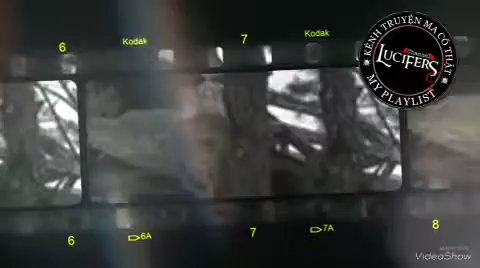 6
Kodak
7
Kodak
KÊNH TRUYỆN MA CÓ THẬT
LUCIFERS
MY PLAYLIST
6
6A
7
7A
8
VideoShow